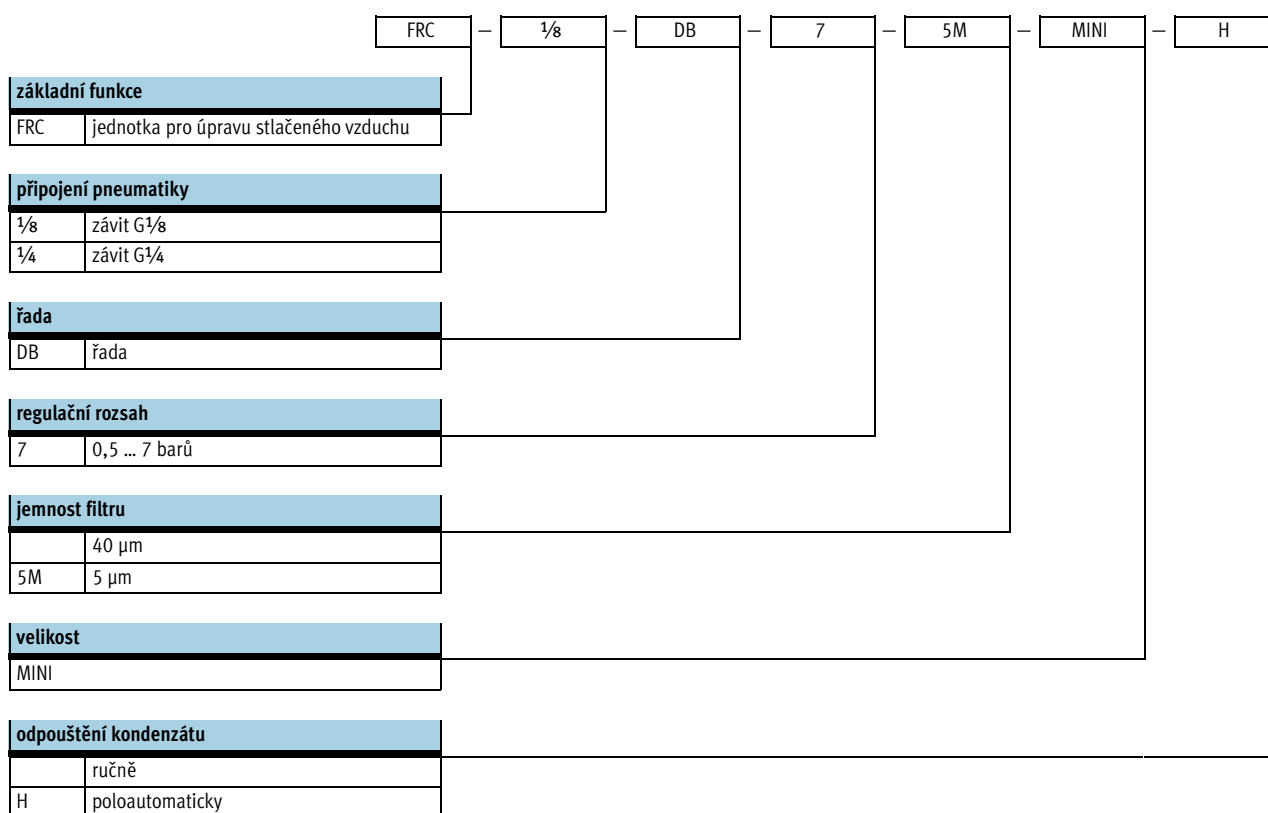 FRC – 1⁄8 – DB – 7 – 5M – MINI – H
základní funkce
FRC jednotka pro úpravu stlačeného vzduchu
připojení pneumatiky
1⁄8 závit G1⁄8
1⁄4 závit G1⁄4
řada
DB řada
regulační rozsah
7 0,5 ... 7 barů
jemnost filtru
40 µm
5M 5 µm
velikost
MINI
odpouštění kondenzátu
ručně
H poloautomaticky